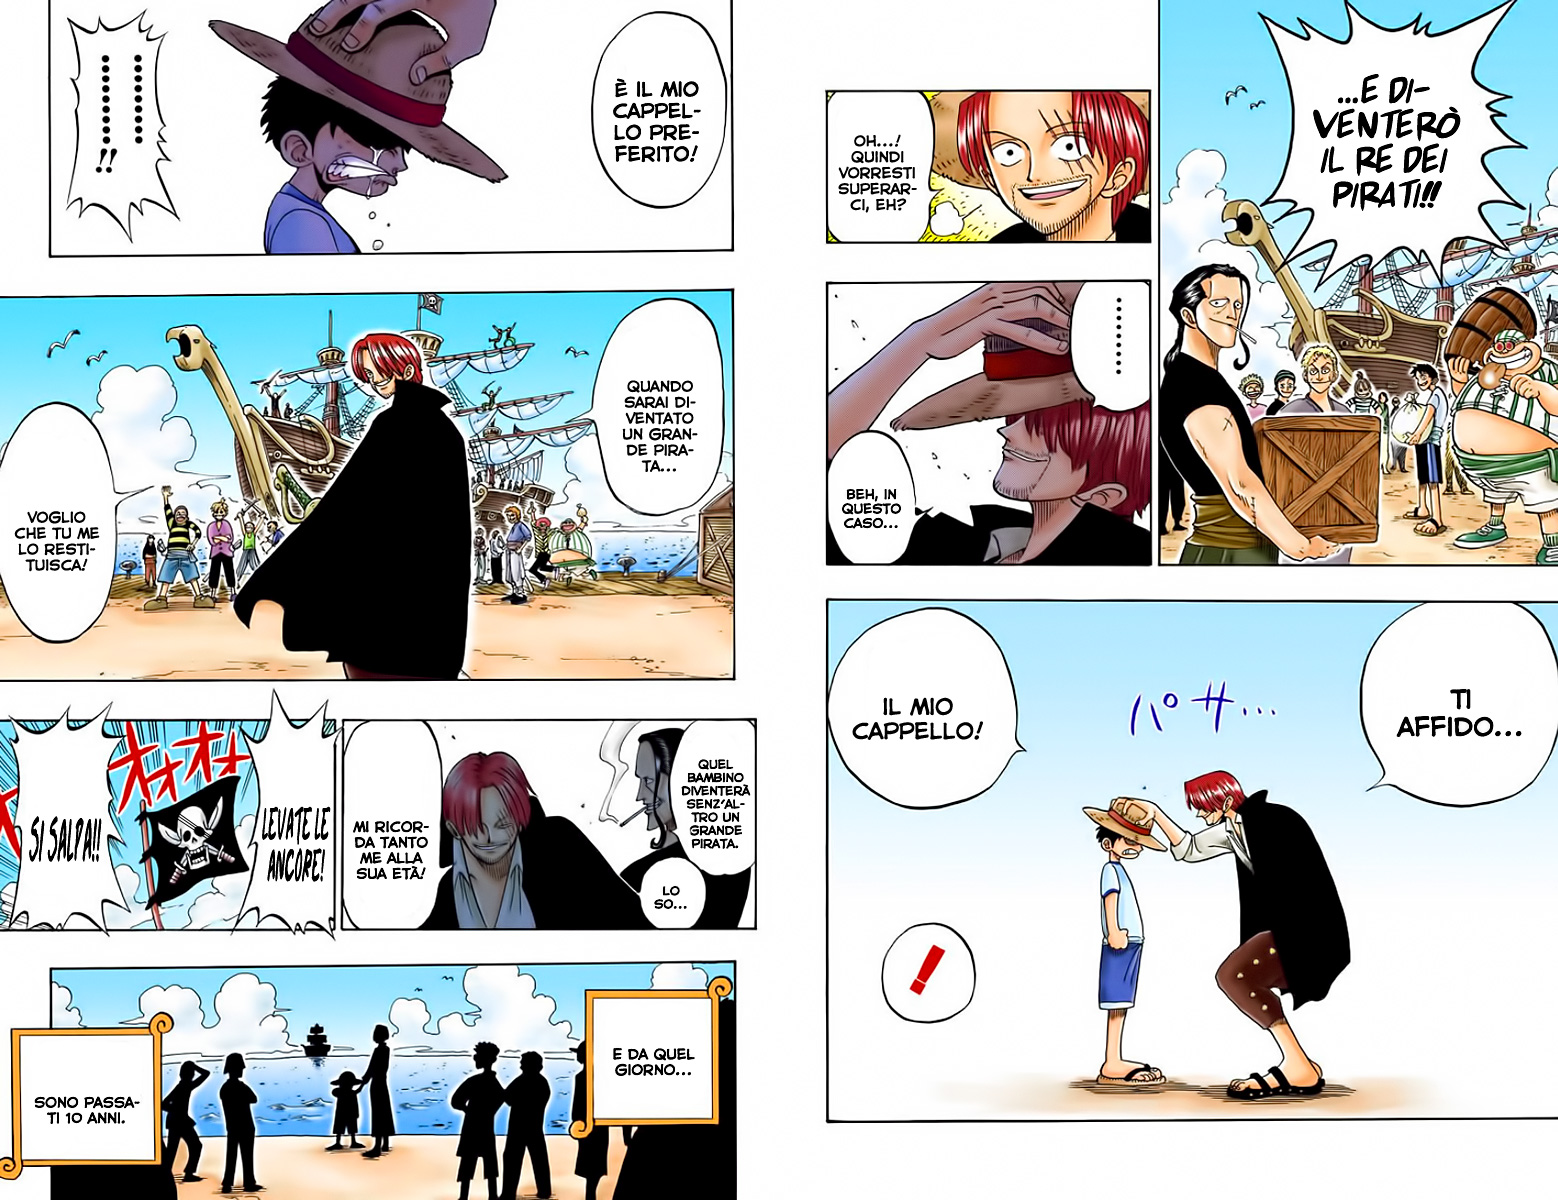 ...E DI-
VENTERÒ
IL RE DEI
PIRATI!!
OH...!
QUINDI
VORRESTI
SUPERAR-
CI, EH?
........
BEH, IN
QUESTO
CASO...
TI
AFFIDO...
パサ...
IL MIO
CAPPELLO!
!
È IL MIO
CAPPEL-
LO PRE-
FERITO!
........
.........!!
QUANDO
SARAI DI-
VENTATO
UN GRAN-
DE PIRA-
TA...
VOGLIO
CHE TU ME
LO RESTI-
TUISCA!
QUEL
BAMBINO
DIVENTERÀ
SENZ'AL-
TRO UN
GRANDE
PIRATA.
LO
SO...
MI RICOR-
DA TANTO
ME ALLA
SUA ETÀ!
LEVATE LE
ANCORE!
オオオオ
SI SALPA!!
E DA QUEL
GIORNO...
SONO PASSA-
TI 10 ANNI.